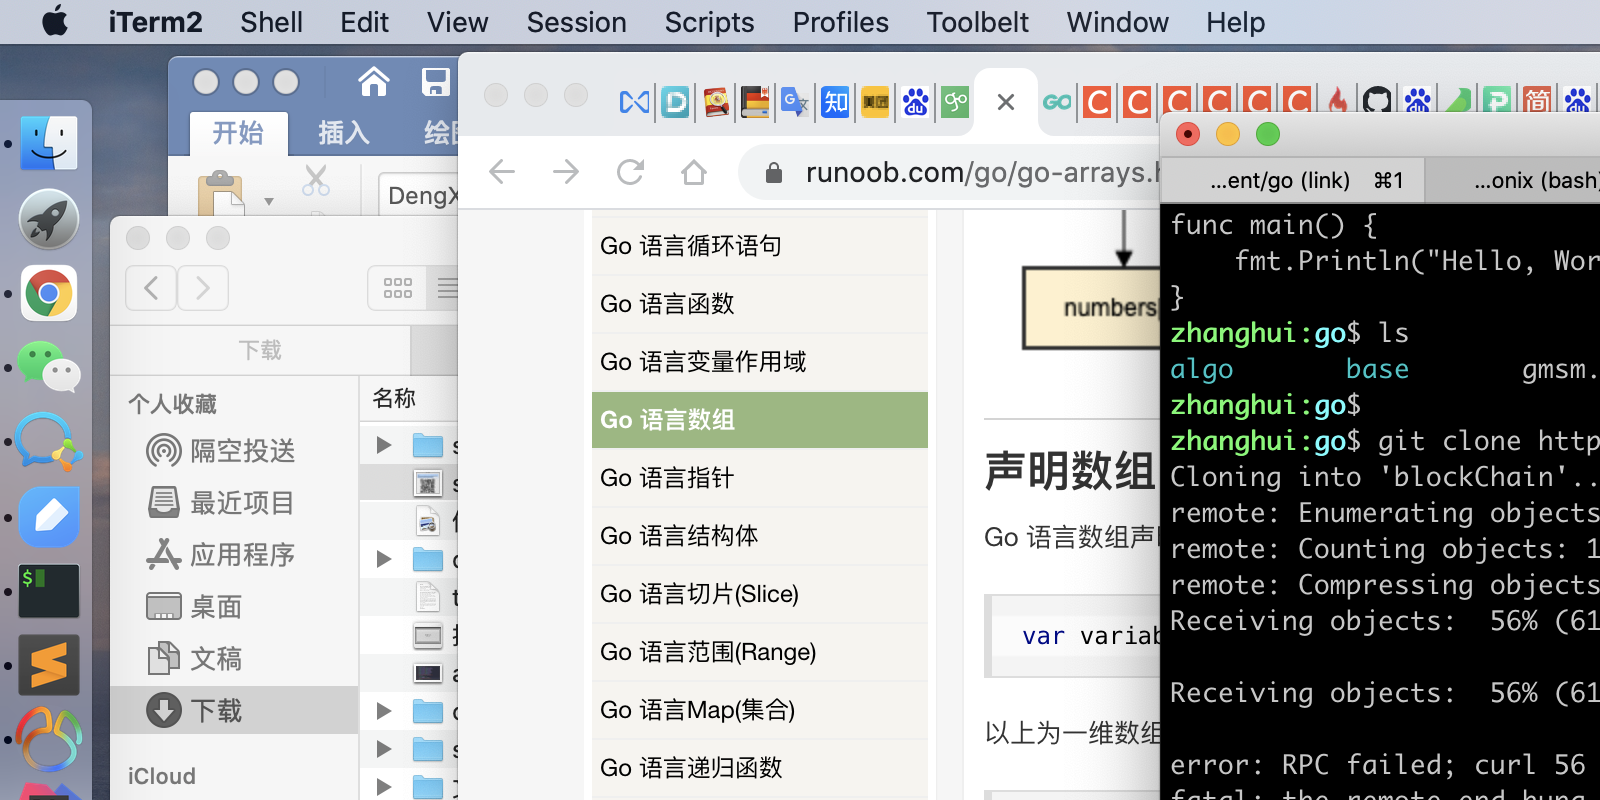 iTerm2 Shell Edit View Session Scripts Profiles Toolbelt Window Help
开始 插入
DengX
下载
个人收藏
隔空投送
最近项目
应用程序
桌面
文稿
下载
iCloud
名称
runoob.com/go/go-arrays.
Go 语言循环语句
Go 语言函数
Go 语言变量作用域
Go 语言数组
Go 语言指针
Go 语言结构体
Go 语言切片(Slice)
Go 语言范围(Range)
Go 语言Map(集合)
Go 语言递归函数
numbers
声明数组
Go 语言数组声
var variab
以上为一维数组
...ent/go (link) ⌘1 ...onix (bash)
func main() {
fmt.Println("Hello, Wor
}
zhanghui:go$ ls
algo base gmsm.
zhanghui:go$
zhanghui:go$ git clone http
Cloning into 'blockChain'..
remote: Enumerating objects
remote: Counting objects: 1
remote: Compressing objects
Receiving objects: 56% (61
Receiving objects: 56% (61
error: RPC failed; curl 56
fatal: the remote end hung